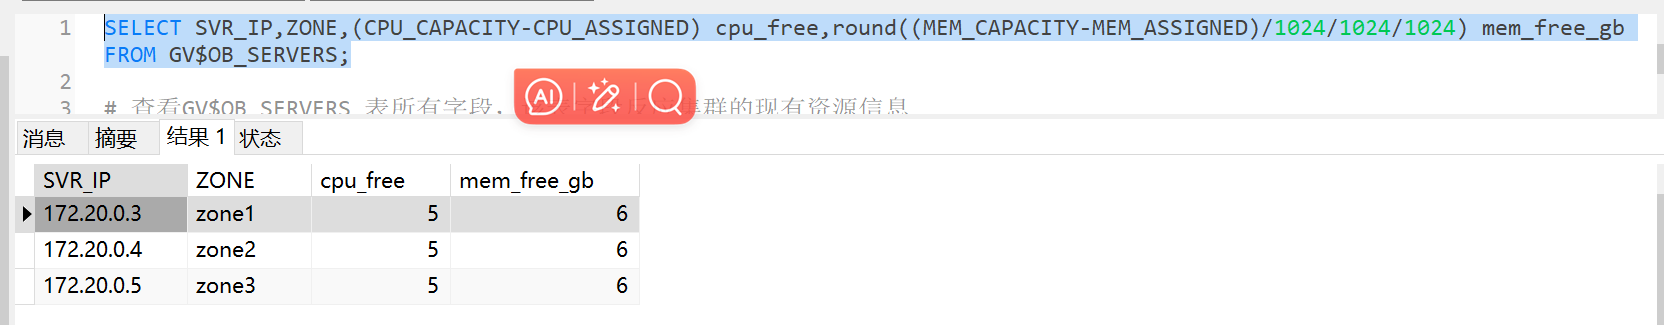 1 SELECT SVR_IP,ZONE,(CPU_CAPACITY-CPU_ASSIGNED) cpu_free,round((MEM_CAPACITY-MEM_ASSIGNED)/1024/1024/1024) mem_free_gb
FROM GV$OB_SERVERS;
2
3 # 查看GV$OB_SERVERS 表所有字段，集群的现有资源信息
AI
消息 摘要 结果 1 状态
SVR_IP ZONE cpu_free mem_free_gb
172.20.0.3 zone1 5 6
172.20.0.4 zone2 5 6
172.20.0.5 zone3 5 6